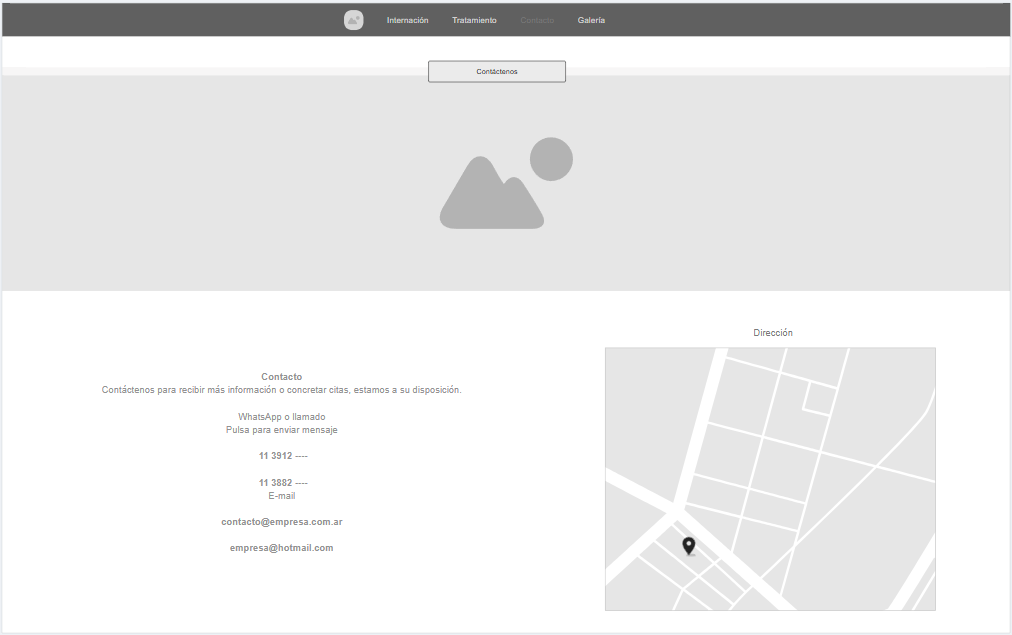 Internación Tratamiento Contacto Galería
Contáctenos
Dirección
Contacto
Contáctenos para recibir más información o concretar citas, estamos a su disposición.
WhatsApp o llamado
Pulsa para enviar mensaje
11 3912 ----
11 3882 ----
E-mail
contacto@empresa.com.ar
empresa@hotmail.com